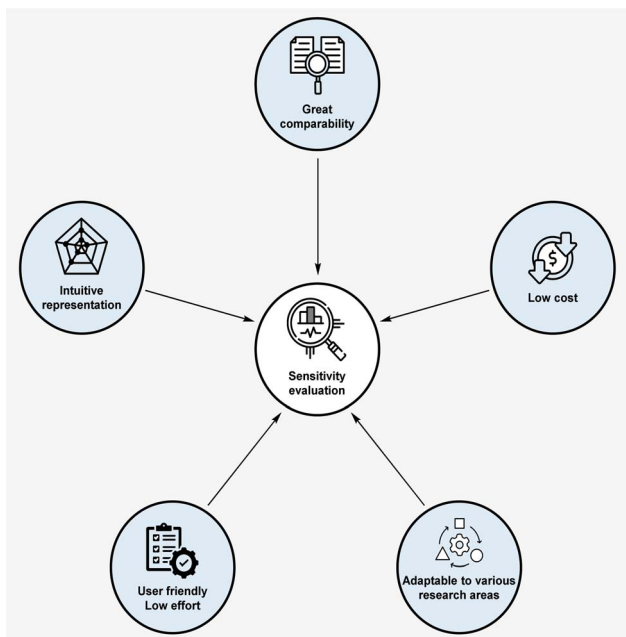 Great
comparability
Intuitive
representation
$
Low cost
Sensitivity
evaluation
User friendly
Low effort
Adaptable to various
research areas